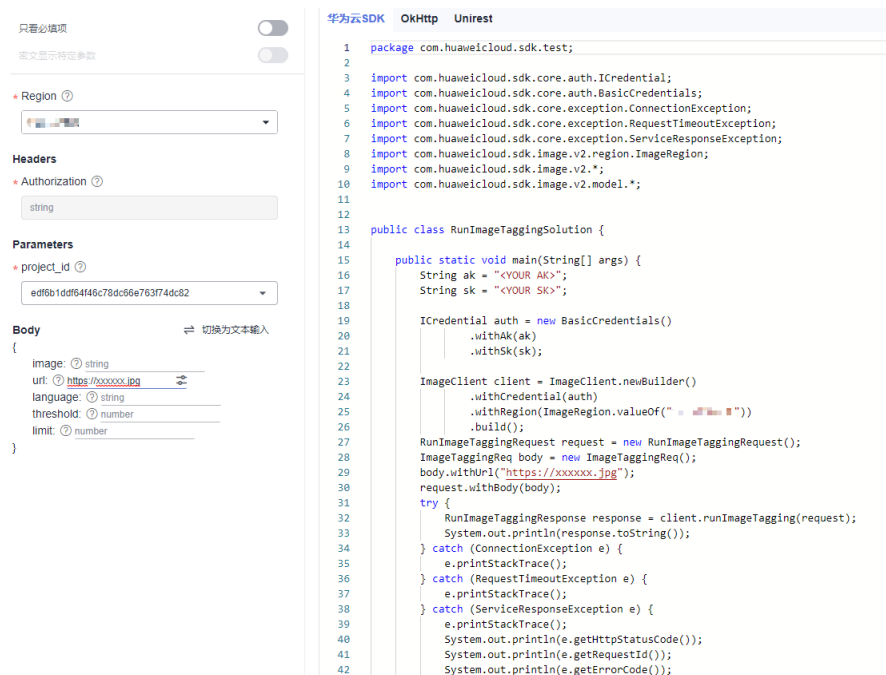 只看必填项
密文显示特定参数
* Region
Headers
* Authorization
string
Parameters
* project_id
edf6b1ddf64f46c78dc66e763f74dc82
Body 切换为文本输入
{
image: string
url: https://xxxxxx.jpg
language: string
threshold: number
limit: number
}
华为云SDK OkHttp Unirest
1 package com.huaweicloud.sdk.test;
2
3 import com.huaweicloud.sdk.core.auth.ICredential;
4 import com.huaweicloud.sdk.core.auth.BasicCredentials;
5 import com.huaweicloud.sdk.core.exception.ConnectionException;
6 import com.huaweicloud.sdk.core.exception.RequestTimeoutException;
7 import com.huaweicloud.sdk.core.exception.ServiceResponseException;
8 import com.huaweicloud.sdk.image.v2.region.ImageRegion;
9 import com.huaweicloud.sdk.image.v2.*;
10 import com.huaweicloud.sdk.image.v2.model.*;
11
12
13 public class RunImageTaggingSolution {
14
15 public static void main(String[] args) {
16 String ak = "<YOUR AK>";
17 String sk = "<YOUR SK>";
18
19 ICredential auth = new BasicCredentials()
20 .withAk(ak)
21 .withSk(sk);
22
23 ImageClient client = ImageClient.newBuilder()
24 .withCredential(auth)
25 .withRegion(ImageRegion.valueOf(" "))
26 .build();
27 RunImageTaggingRequest request = new RunImageTaggingRequest();
28 ImageTaggingReq body = new ImageTaggingReq();
29 body.withUrl("https://xxxxxx.jpg");
30 request.withBody(body);
31 try {
32 RunImageTaggingResponse response = client.runImageTagging(request);
33 System.out.println(response.toString());
34 } catch (ConnectionException e) {
35 e.printStackTrace();
36 } catch (RequestTimeoutException e) {
37 e.printStackTrace();
38 } catch (ServiceResponseException e) {
39 e.printStackTrace();
40 System.out.println(e.getHttpStatusCode());
41 System.out.println(e.getRequestId());
42 System.out.println(e.getErrorCode());